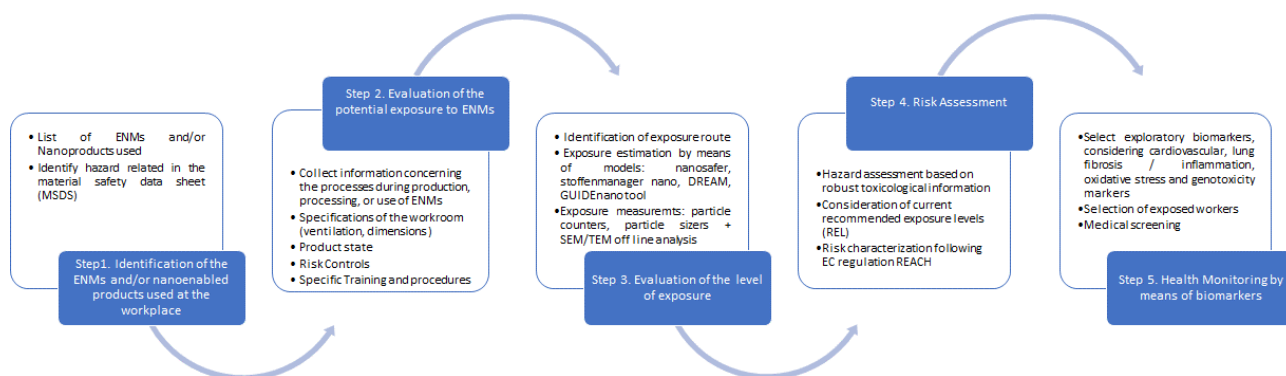 • List of ENMs and/or
Nanoproducts used
• Identify hazard related in the
material safety data sheet
(MSDS)
Step1. Identification of the
ENMs and/or nanoenabled
products used at the
workplace
Step 2. Evaluation of the
potential exposure to ENMs
• Collect information concerning
the processes during production,
processing, or use of ENMs
• Specifications of the workroom
(ventilation, dimensions)
• Product state
• Risk Controls
• Specific Training and procedures
• Identification of exposure route
• Exposure estimation by means
of models: nanosafer,
stoffenmanager nano, DREAM,
GUIDEnano tool
• Exposure measuremts: particle
counters, particle sizers +
SEM/TEM off line analysis
Step 3. Evaluation of the level
of exposure
Step 4. Risk Assessment
• Hazard assessment based on
robust toxicological information
• Consideration of current
recommended exposure levels
(REL)
• Risk characterization following
EC regulation REACH
• Select exploratory biomarkers,
considering cardiovascular, lung
fibrosis / inflammation,
oxidative stress and genotoxicity
markers
• Selection of exposed workers
• Medical screening
Step 5. Health Monitoring by
means of biomarkers